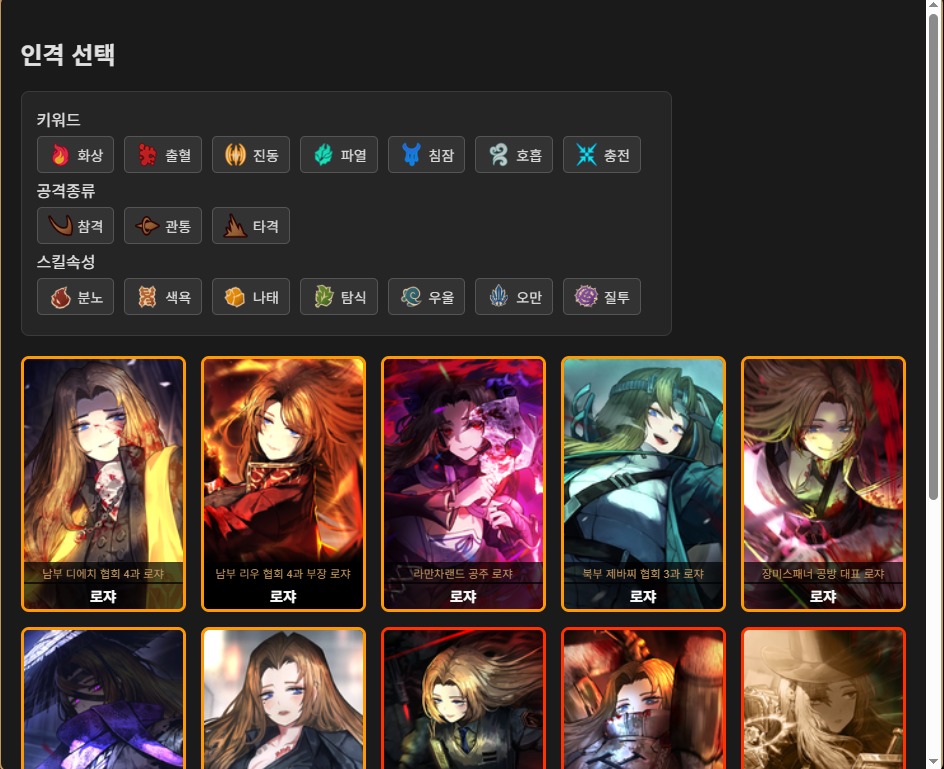 인격 선택
키워드
화상 출혈 진동 파열 침잠 호흡 충전
공격종류
참격 관통 타격
스킬속성
분노 색욕 나태 탐식 우울 오만 질투
남부 디에치 협회 4과 로쟈
로쟈
남부 리우 협회 4과 부장 로쟈
로쟈
라만차랜드 공주 로쟈
로쟈
북부 제바찌 협회 3과 로쟈
로쟈
장미스패너 공방 대표 로쟈
로쟈